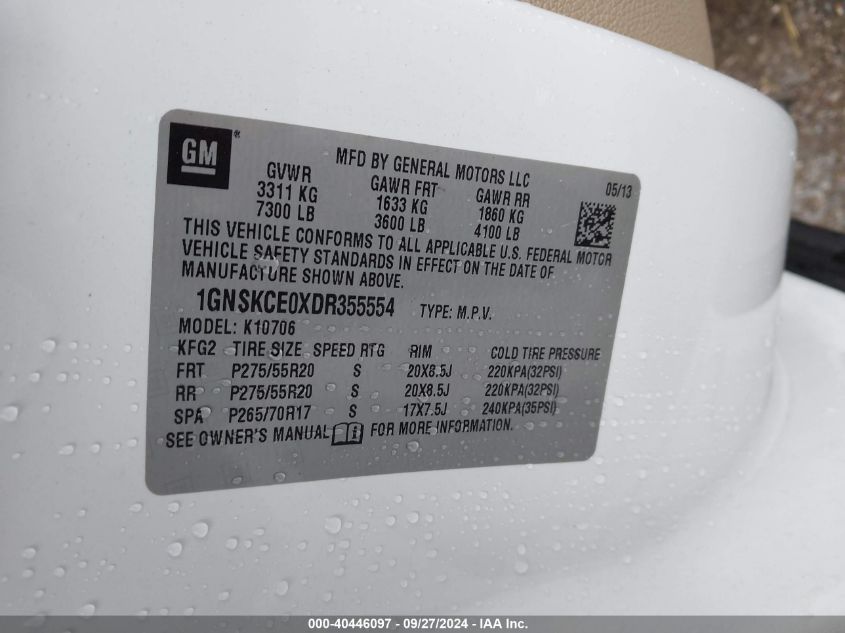 GM
MFD BY GENERAL MOTORS LLC
05/13
GVWR GAWR FRT GAWR RR
3311 KG 1633 KG 1860 KG
7300 LB 3600 LB 4100 LB
THIS VEHICLE CONFORMS TO ALL APPLICABLE U.S. FEDERAL MOTOR
VEHICLE SAFETY STANDARDS IN EFFECT ON THE DATE OF
MANUFACTURE SHOWN ABOVE.
1GNSKCE0XDR355554 TYPE: M.P.V.
MODEL: K10706
KFG2 TIRE SIZE SPEED RTG RIM COLD TIRE PRESSURE
FRT P275/55R20 S 20X8.5J 220KPA(32PSI)
RR P275/55R20 S 20X8.5J 220KPA(32PSI)
SPA P265/70R17 S 17X7.5J 240KPA(35PSI)
SEE OWNER'S MANUAL FOR MORE INFORMATION.
000-40446097 - 09/27/2024 - IAA Inc.